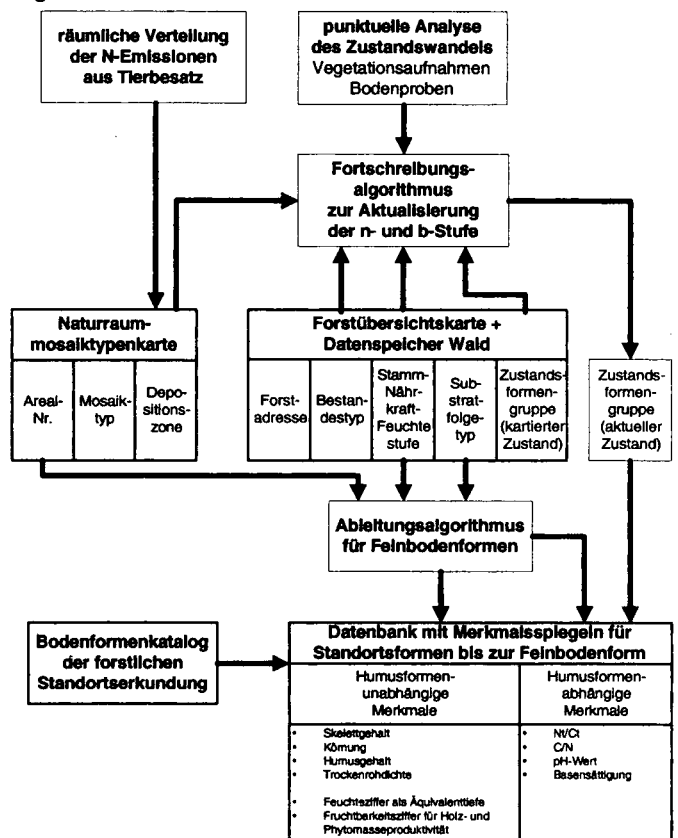 räumliche Verteilung
der N-Emissionen
aus Tierbesatz
punktuelle Analyse
des Zustandswandels
Vegetationsaufnahmen
Bodenproben
Fortschreibungs-
algorithmus
zur Aktualisierung
der n- und b-Stufe
Naturraum-
mosaiktypenkarte
Areal-
Nr.
Mosaik-
typ
Depo-
sitions-
zone
Forstübersichtskarte +
Datenspeicher Wald
Forst-
adresse
Bestan-
destyp
Stamm-
Nähr-
kraft-
Feuchte
stufe
Sub-
strat-
folge-
typ
Zustands-
formen-
gruppe
(kartierter
Zustand)
Zustands-
formen-
gruppe
(aktueller
Zustand)
Ableitungsalgorithmus
für Feinbodenformen
Bodenformenkatalog
der forstlichen
Standortserkundung
Datenbank mit Merkmalsspiegeln für
Standortsformen bis zur Feinbodenform
Humusformen-
unabhängige
Merkmale
• Skelettgehalt
• Körnung
• Humusgehalt
• Trockenrohdichte
• Feuchteziffer als Äquivalenttiefe
• Fruchtbarkeitsziffer für Holz- und
Phytomasseproduktivität
Humusformen-
abhängige
Merkmale
• Nt/Ct
• C/N
• pH-Wert
• Basensättigung